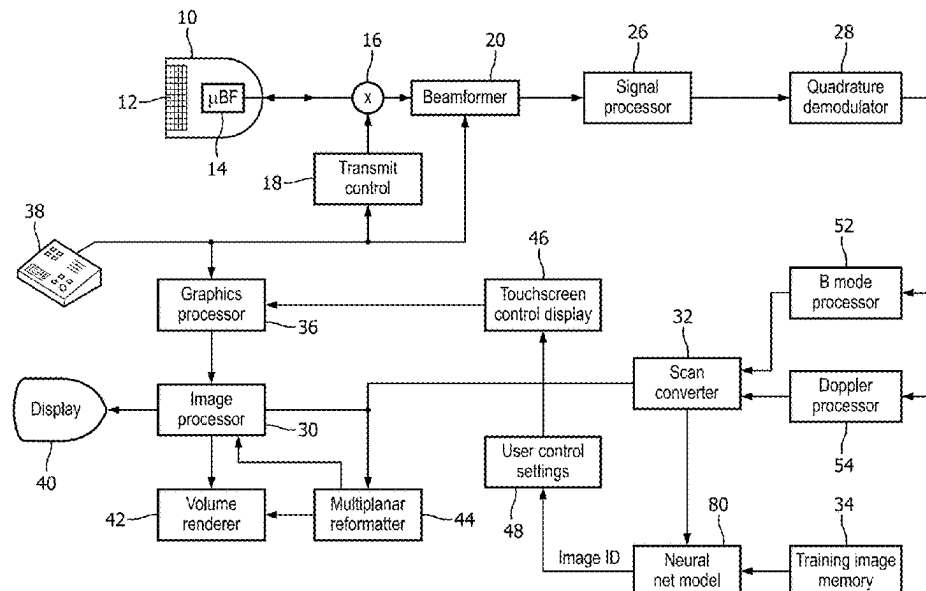 10
16
20
26
28
12
μBF
x
Beamformer
Signal
processor
Quadrature
demodulator
14
18
Transmit
control
38
46
52
Graphics
processor
36
Touchscreen
control display
32
B mode
processor
Display
40
Image
processor
30
Scan
converter
Doppler
processor
54
User control
settings
48
42
Volume
renderer
Multiplanar
reformatter
44
80
34
Image ID
Neural
net model
Training image
memory